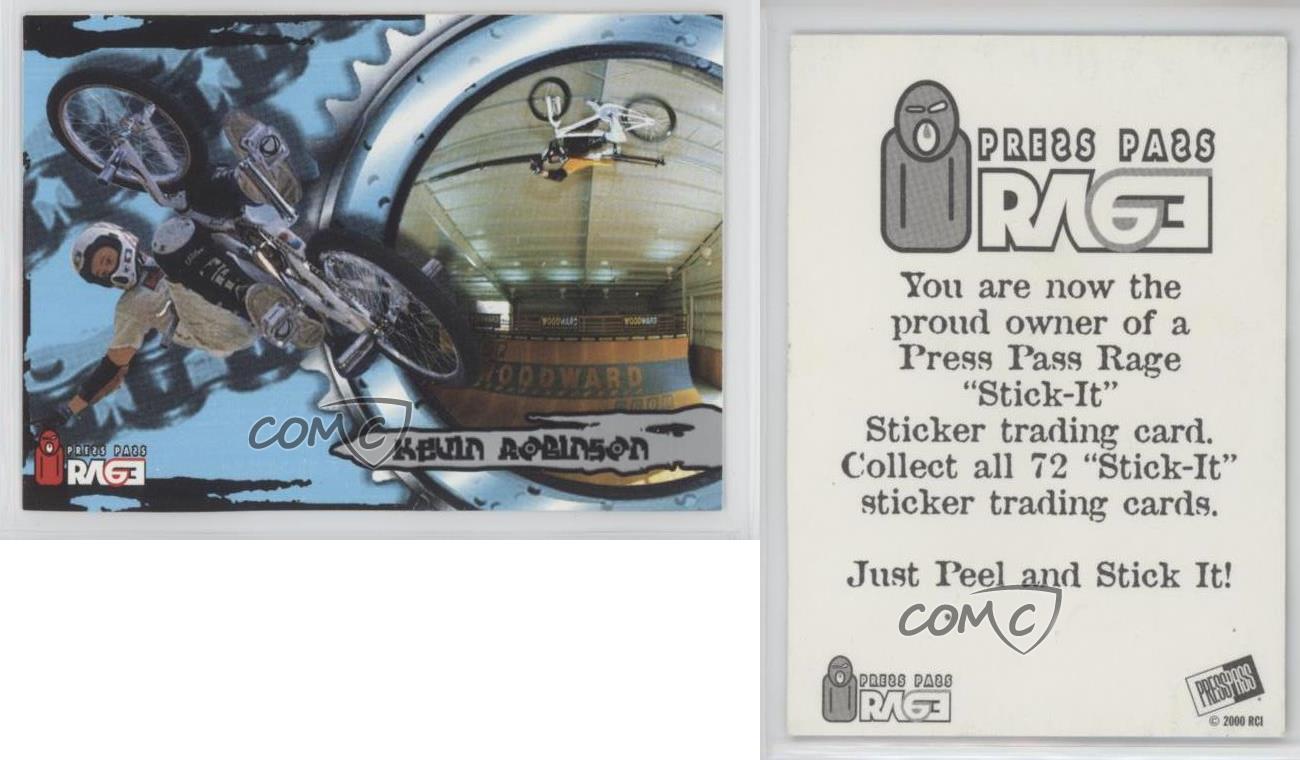 WOODWARD
WOODWARD
WOODWARD
KEVIN ROBINSON
PRESS PASS
RAGE
COMC
PRESS PASS
RAGE
You are now the
proud owner of a
Press Pass Rage
“Stick-It”
Sticker trading card.
Collect all 72 “Stick-It”
sticker trading cards.
Just Peel and Stick It!
COMC
PRESS PASS
RAGE
PRESS PASS
© 2000 RCI